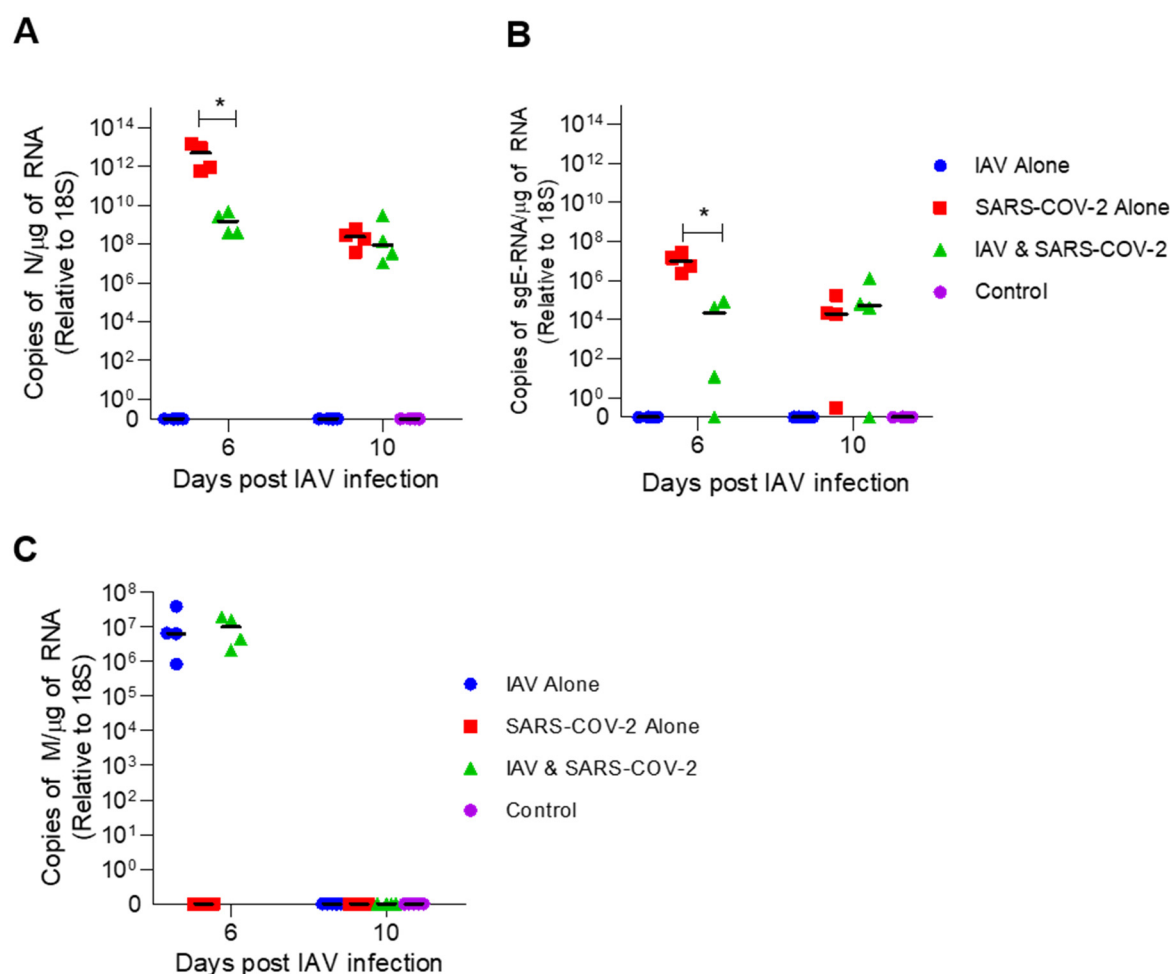 A
Copies of N/μg of RNA
(Relative to 18S)
10¹⁴
10¹²
10¹⁰
10⁸
10⁶
10⁴
10²
10⁰
0
*
6
10
Days post IAV infection
B
Copies of sgE-RNA/μg of RNA
(Relative to 18S)
10¹⁴
10¹²
10¹⁰
10⁸
10⁶
10⁴
10²
10⁰
0
*
6
10
Days post IAV infection
IAV Alone
SARS-COV-2 Alone
IAV & SARS-COV-2
Control
C
Copies of M/μg of RNA
(Relative to 18S)
10⁸
10⁷
10⁶
10⁵
10⁴
10³
10²
10¹
10⁰
0
6
10
Days post IAV infection
IAV Alone
SARS-COV-2 Alone
IAV & SARS-COV-2
Control